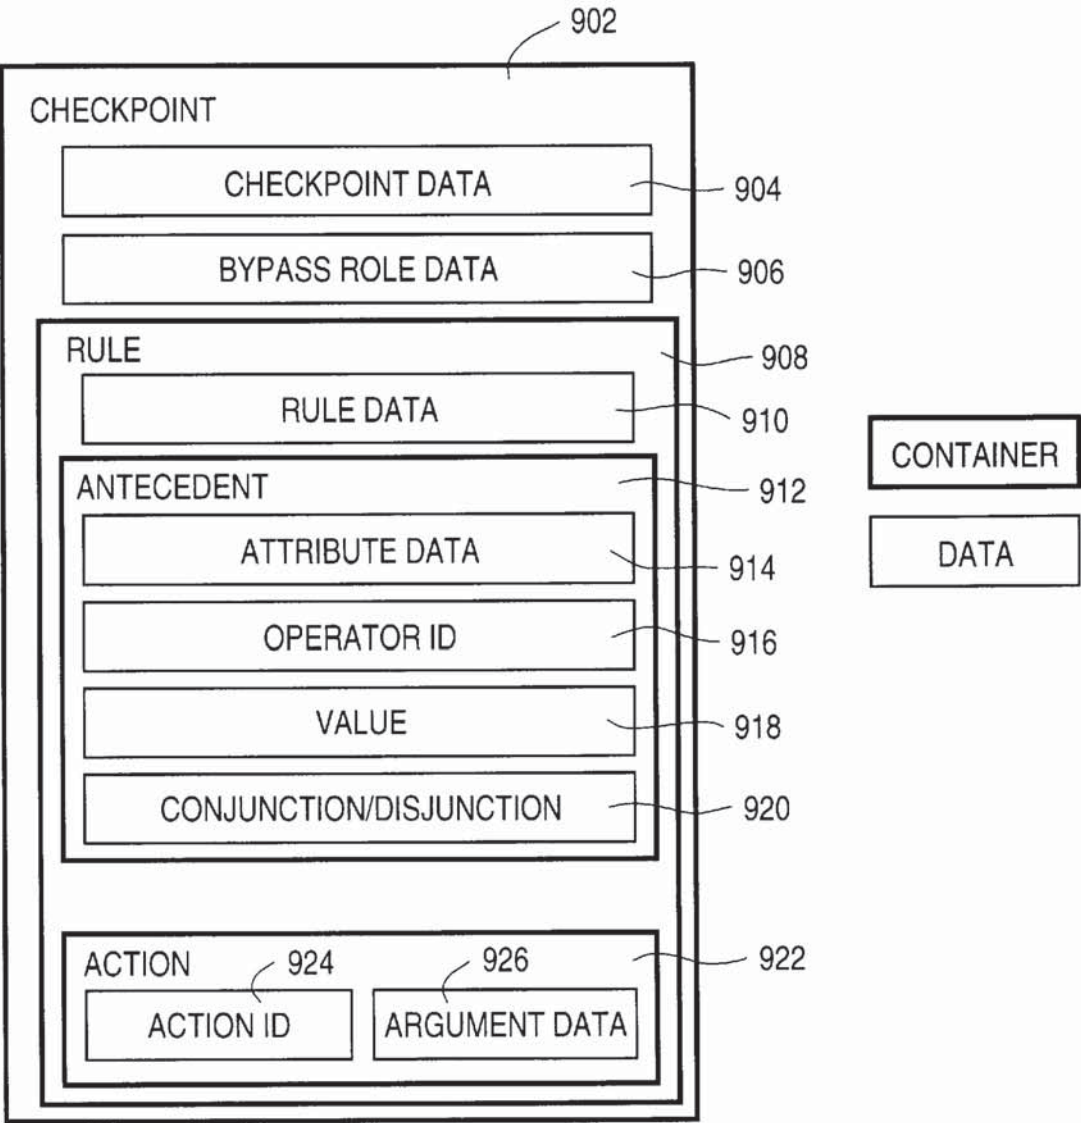 902
CHECKPOINT
CHECKPOINT DATA
904
BYPASS ROLE DATA
906
RULE
908
RULE DATA
910
ANTECEDENT
912
ATTRIBUTE DATA
914
OPERATOR ID
916
VALUE
918
CONJUNCTION/DISJUNCTION
920
ACTION
924
926
922
ACTION ID
ARGUMENT DATA
CONTAINER
DATA